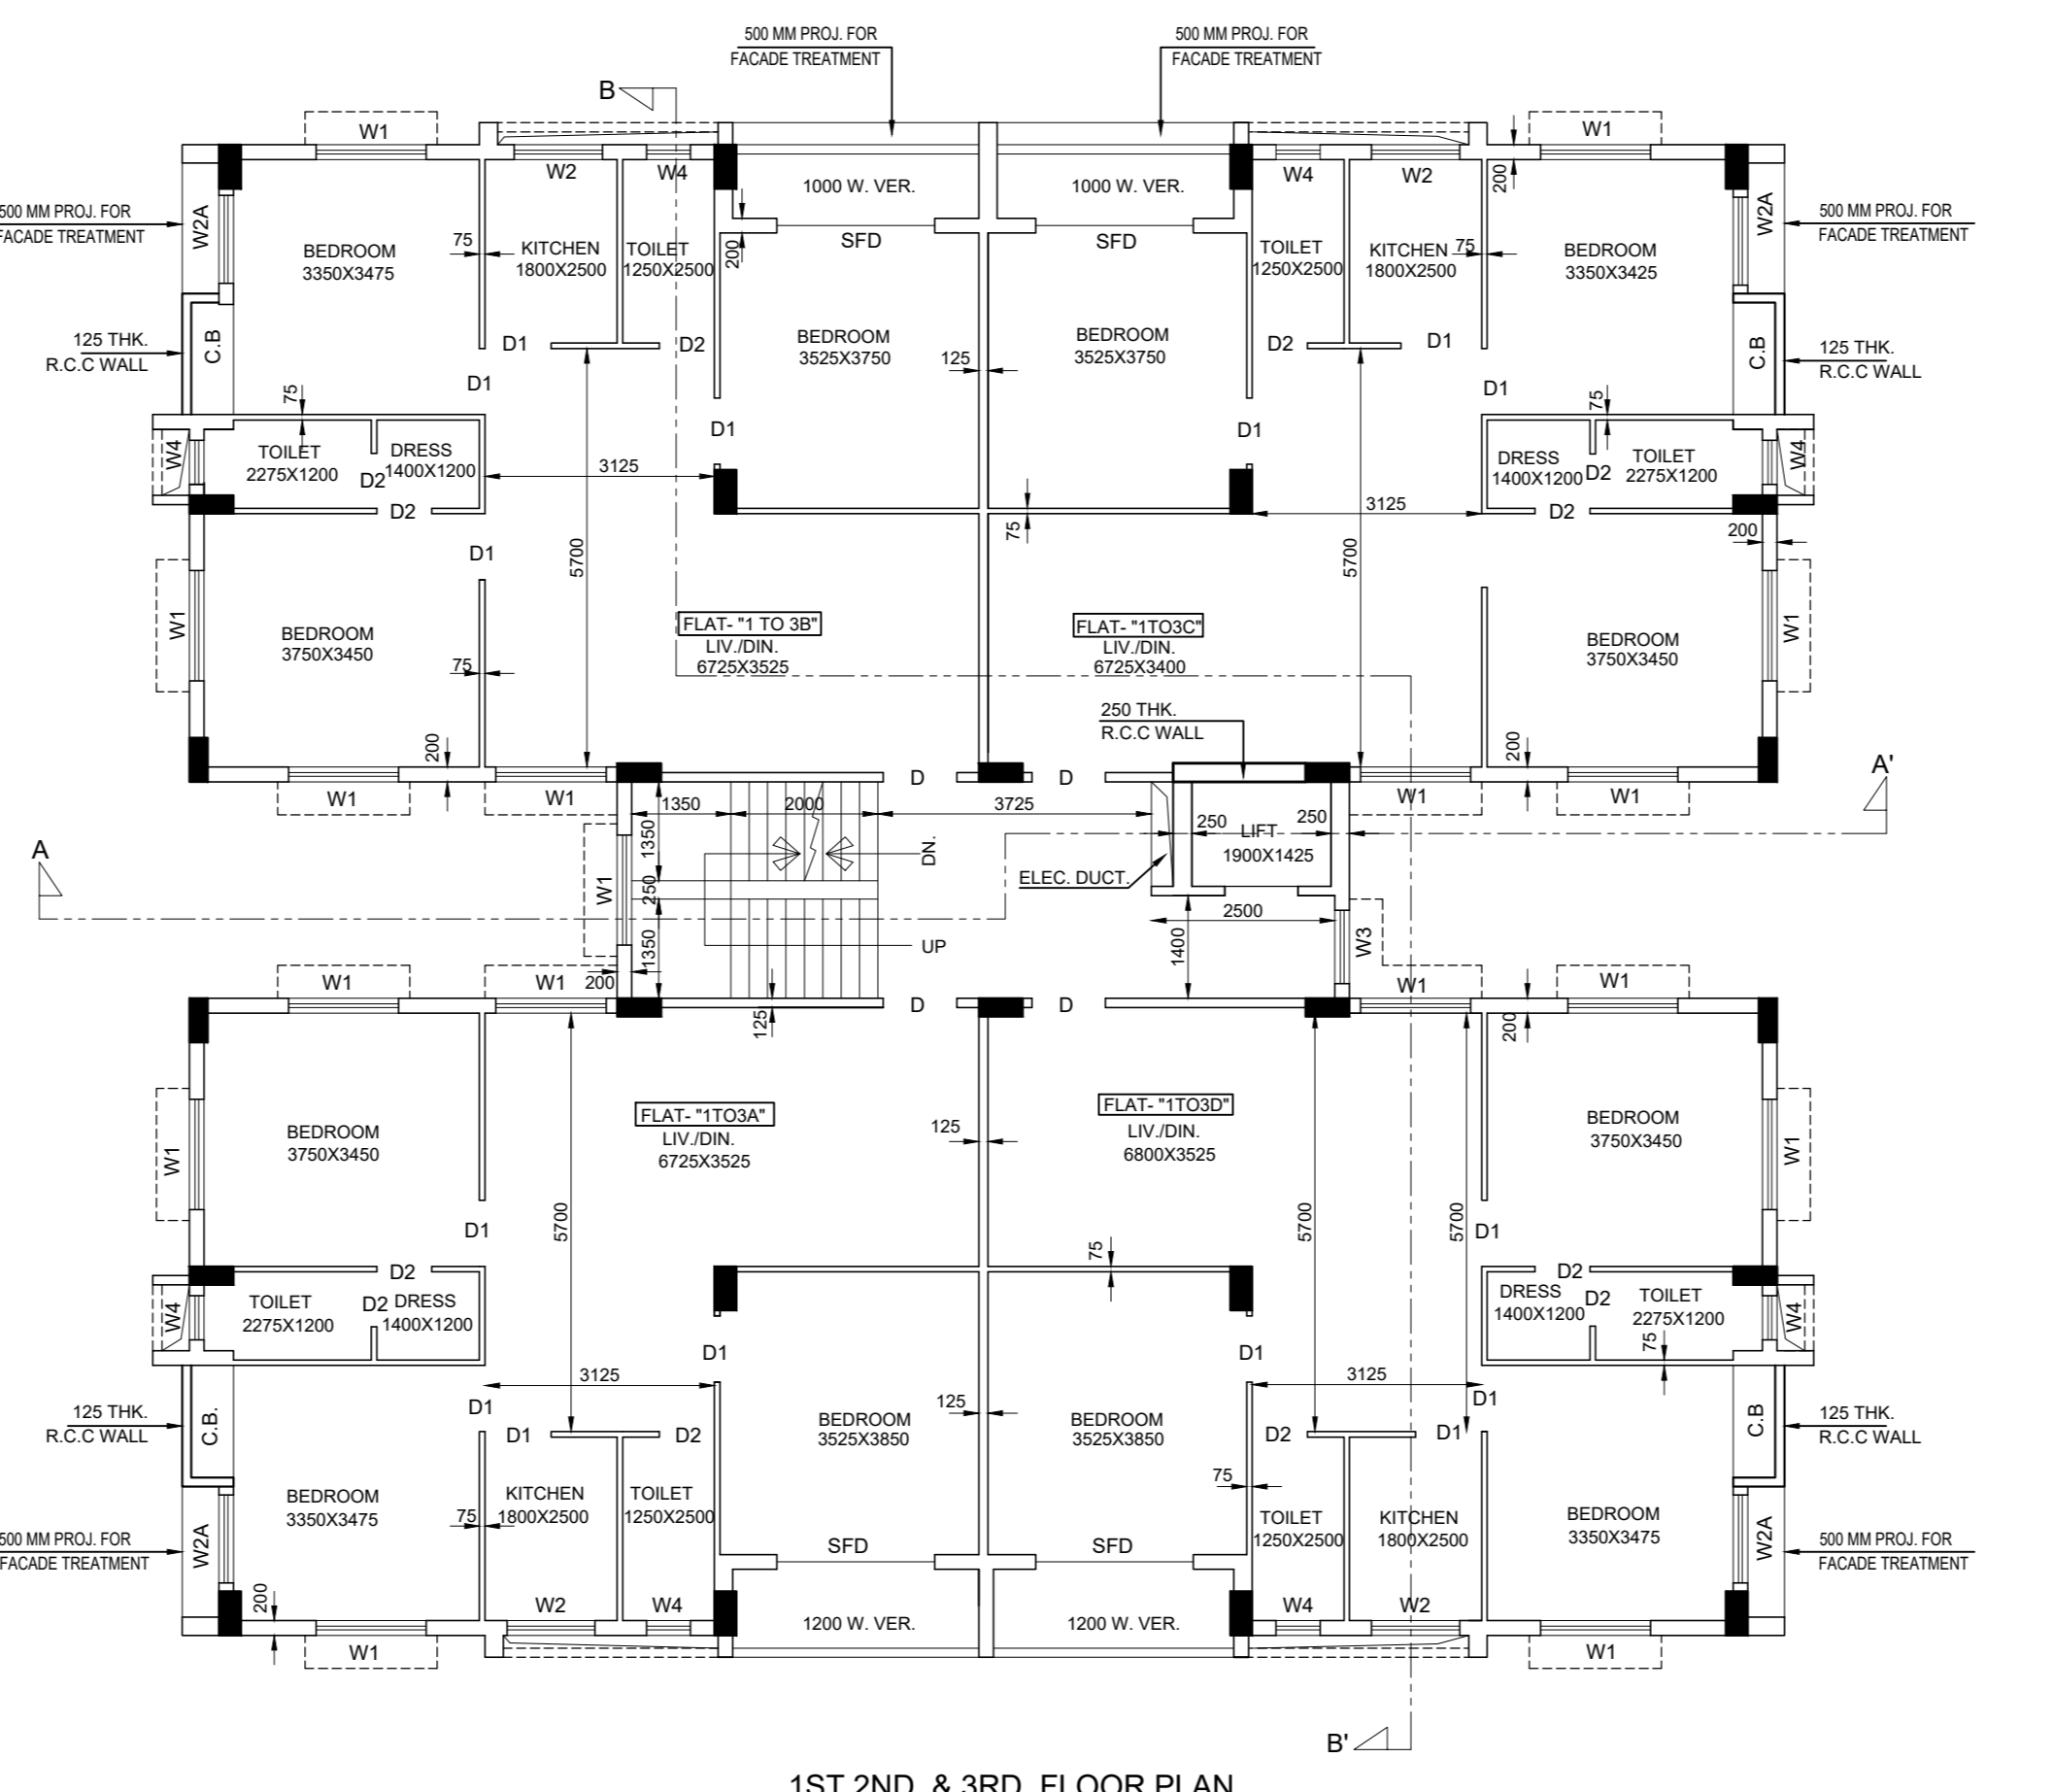 500 MM PROJ. FOR
FACADE TREATMENT
500 MM PROJ. FOR
FACADE TREATMENT
B
W1
W1
W2
W4
1000 W. VER.
1000 W. VER.
W4
W2
200
500 MM PROJ. FOR
FACADE TREATMENT
W2A
W2A
500 MM PROJ. FOR
FACADE TREATMENT
BEDROOM
3350X3475
75
KITCHEN
1800X2500
TOILET
1250X2500
200
SFD
SFD
TOILET
1250X2500
KITCHEN
1800X2500
75
BEDROOM
3350X3425
125 THK.
R.C.C WALL
C.B
D1
D2
BEDROOM
3525X3750
125
BEDROOM
3525X3750
D2
D1
C.B
125 THK.
R.C.C WALL
D1
D1
75
75
D1
D1
W4
TOILET
2275X1200
D2
DRESS
1400X1200
3125
DRESS
1400X1200
D2
TOILET
2275X1200
W4
D2
D1
5700
75
3125
5700
D2
200
W1
BEDROOM
3750X3450
75
FLAT- "1 TO 3B"
LIV./DIN.
6725X3525
FLAT- "1TO3C"
LIV./DIN.
6725X3400
BEDROOM
3750X3450
W1
250 THK.
R.C.C WALL
200
200
D
D
A'
W1
W1
1350
2000
3725
W1
W1
1350
250
LIFT
1900X1425
250
A
DN.
W1
250
ELEC. DUCT.
2500
1350
UP
1400
W3
W1
W1
200
W1
W1
125
D
D
200
FLAT- "1TO3A"
LIV./DIN.
6725X3525
125
FLAT- "1TO3D"
LIV./DIN.
6800X3525
BEDROOM
3750X3450
BEDROOM
3750X3450
W1
W1
5700
5700
5700
D1
D1
75
D2
D2
W4
TOILET
2275X1200
D2
DRESS
1400X1200
DRESS
1400X1200
D2
TOILET
2275X1200
W4
75
D1
D1
3125
3125
D1
D1
125 THK.
R.C.C WALL
C.B.
D1
D2
BEDROOM
3525X3850
125
BEDROOM
3525X3850
D2
D1
C.B
125 THK.
R.C.C WALL
BEDROOM
3350X3475
75
KITCHEN
1800X2500
TOILET
1250X2500
75
TOILET
1250X2500
KITCHEN
1800X2500
BEDROOM
3350X3475
500 MM PROJ. FOR
FACADE TREATMENT
W2A
SFD
SFD
W2A
500 MM PROJ. FOR
FACADE TREATMENT
200
W2
W4
1200 W. VER.
1200 W. VER.
W4
W2
W1
W1
B'
1ST,2ND, & 3RD, FLOOR PLAN